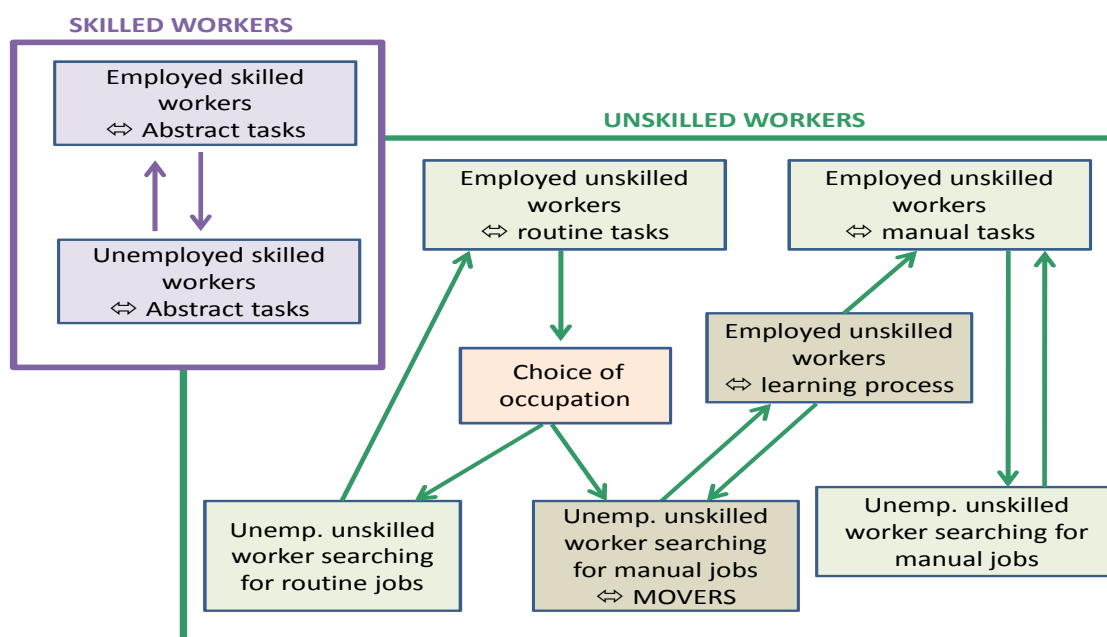 SKILLED WORKERS
Employed skilled
workers
⇔ Abstract tasks
Unemployed skilled
workers
⇔ Abstract tasks
UNSKILLED WORKERS
Employed unskilled
workers
⇔ routine tasks
Employed unskilled
workers
⇔ manual tasks
Choice of
occupation
Employed unskilled
workers
⇔ learning process
Unemp. unskilled
worker searching
for routine jobs
Unemp. unskilled
worker searching
for manual jobs
⇔ MOVERS
Unemp. unskilled
worker searching for
manual jobs